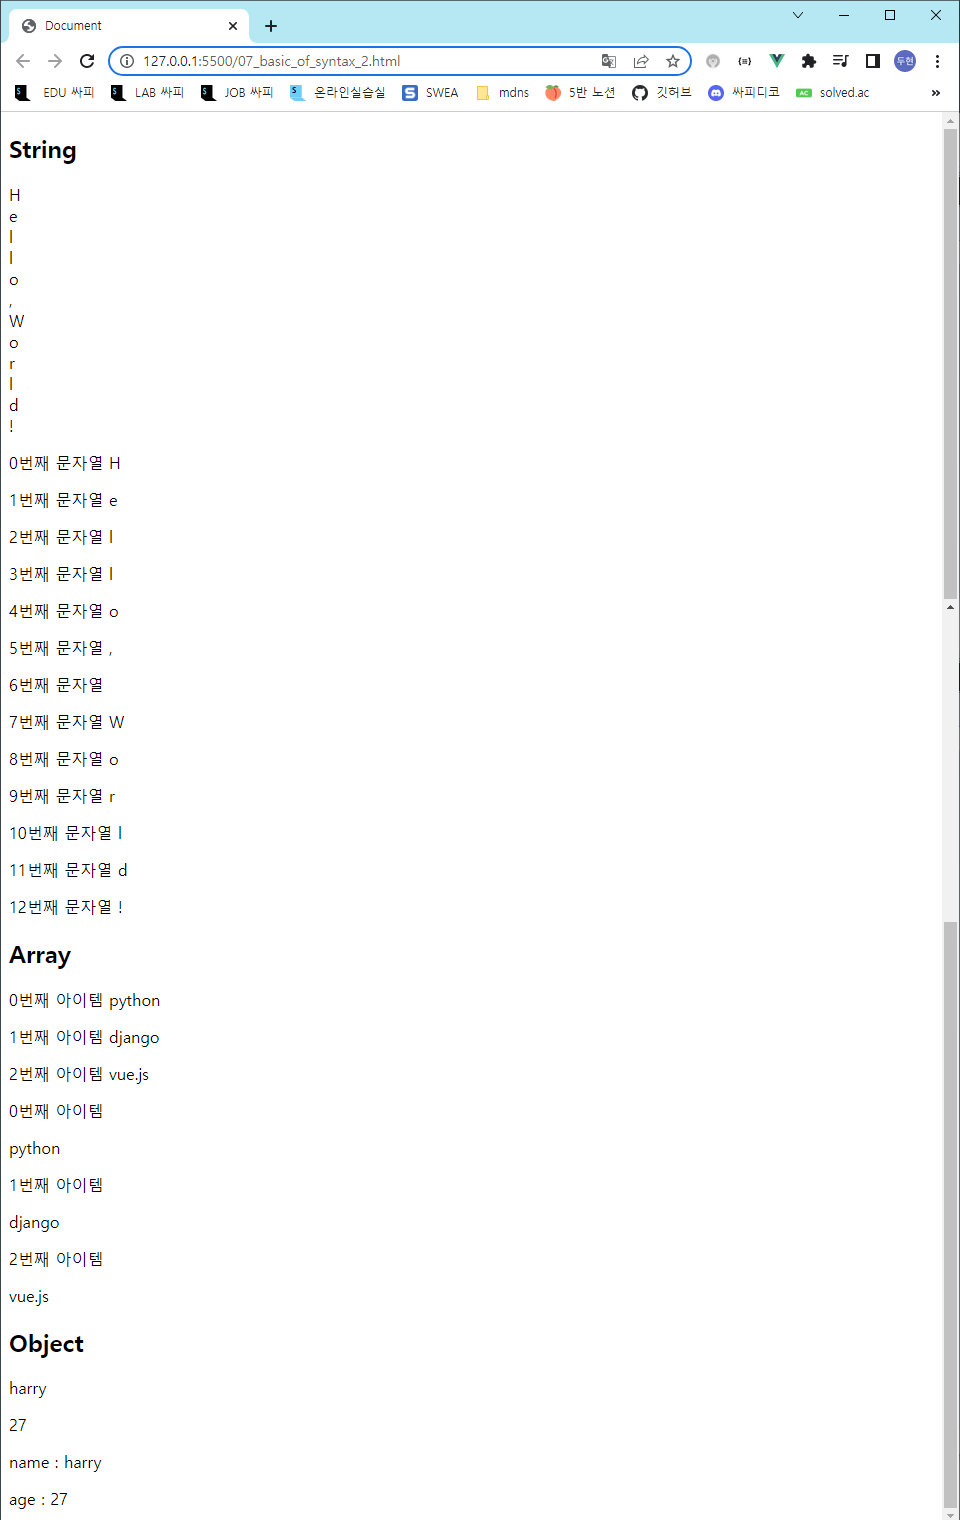 Document
127.0.0.1:5500/07_basic_of_syntax_2.html
두현
EDU 싸피 LAB 싸피 JOB 싸피 온라인실습실 SWEA mdns 5반 노션 깃허브 싸피디코 solved.ac »
String
H
e
l
l
o
,
W
o
r
l
d
!
0번째 문자열 H
1번째 문자열 e
2번째 문자열 l
3번째 문자열 l
4번째 문자열 o
5번째 문자열 ,
6번째 문자열
7번째 문자열 W
8번째 문자열 o
9번째 문자열 r
10번째 문자열 l
11번째 문자열 d
12번째 문자열 !
Array
0번째 아이템 python
1번째 아이템 django
2번째 아이템 vue.js
0번째 아이템
python
1번째 아이템
django
2번째 아이템
vue.js
Object
harry
27
name : harry
age : 27